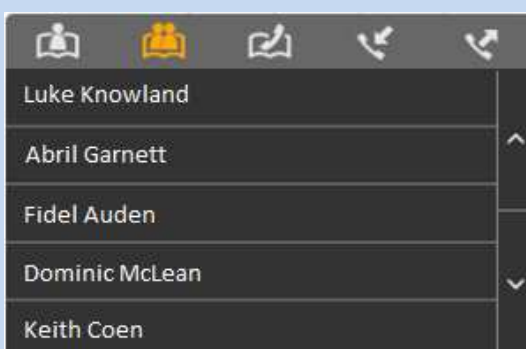 Luke Knowland
Abril Garnett
Fidel Auden
Dominic McLean
Keith Coen